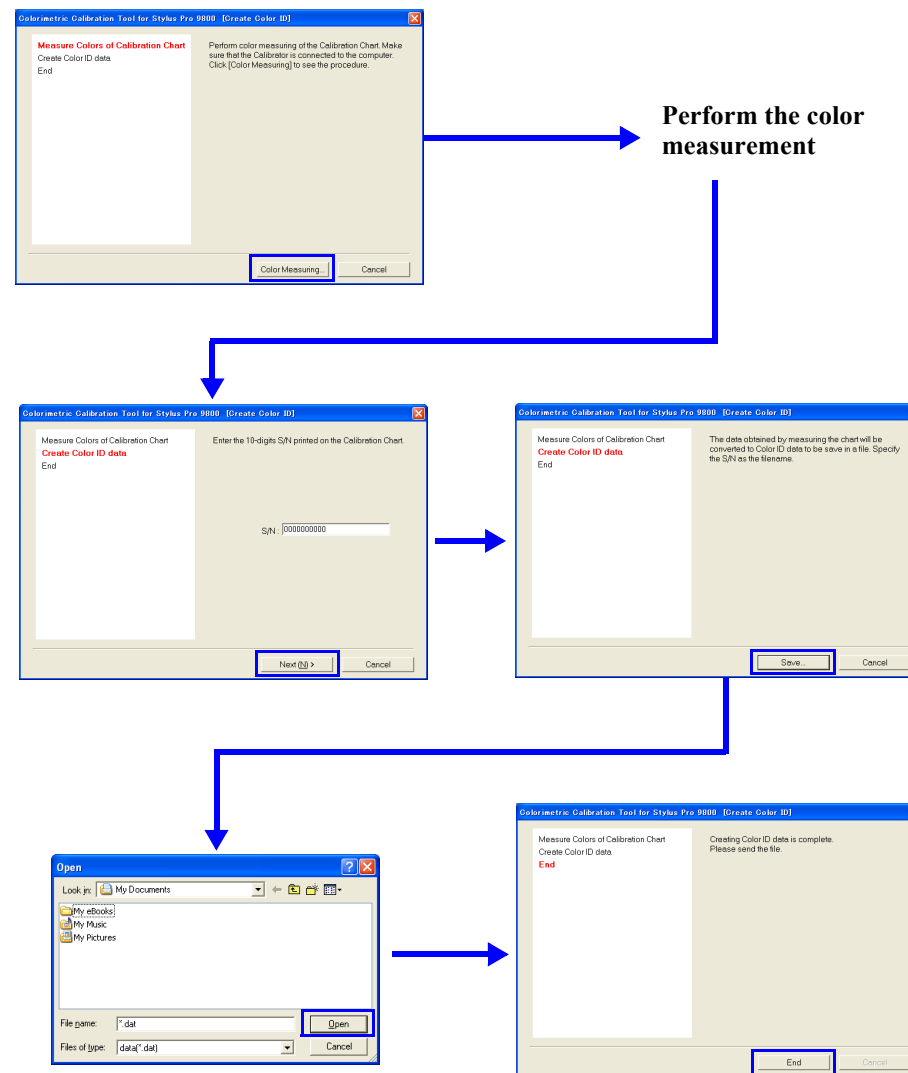 Colorimetric Calibration Tool for Stylus Pro 9800 [Create Color ID]
Measure Colors of Calibration Chart
Create Color ID data
End
Perform color measuring of the Calibration Chart. Make
sure that the Calibrator is connected to the computer.
Click [Color Measuring] to see the procedure.
Color Measuring...
Cancel
Perform the color
measurement
Colorimetric Calibration Tool for Stylus Pro 9800 [Create Color ID]
Measure Colors of Calibration Chart
Create Color ID data
End
Enter the 10-digits S/N printed on the Calibration Chart.
S/N : 0000000000
Next (N) >
Cancel
Colorimetric Calibration Tool for Stylus Pro 9800 [Create Color ID]
Measure Colors of Calibration Chart
Create Color ID data
End
The data obtained by measuring the chart will be
converted to Color ID data to be save in a file. Specify
the S/N as the filename.
Save...
Cancel
Open
Look in: My Documents
My eBooks
My Music
My Pictures
File name: *.dat
Open
Files of type: data(*.dat)
Cancel
Colorimetric Calibration Tool for Stylus Pro 9800 [Create Color ID]
Measure Colors of Calibration Chart
Create Color ID data
End
Creating Color ID data is complete.
Please send the file.
End
Cancel